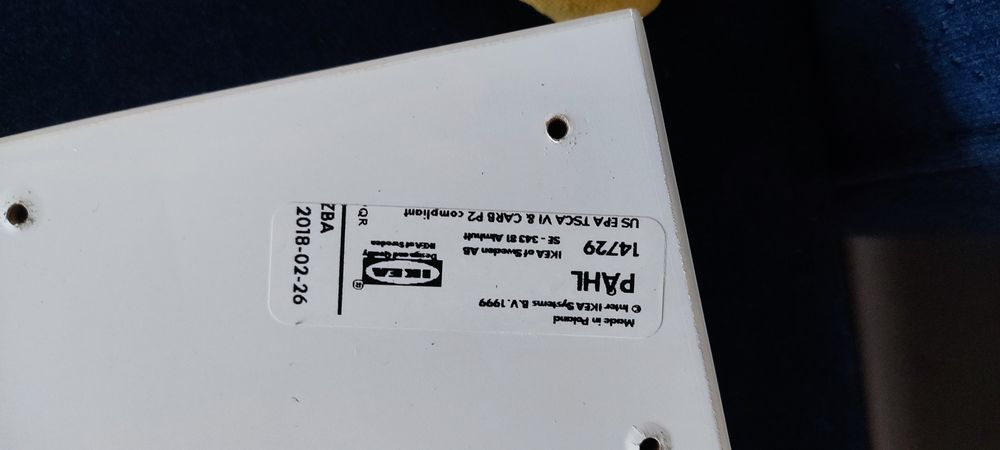 Made in Poland
© Inter IKEA Systems B.V. 1999
PÅHL
14729
IKEA of Sweden AB
SE - 343 81 Älmhult
US EPA TSCA VI & CARB P2 compliant
IKEA
®
Design and Quality
IKEA of Sweden
QR
ZBA
2018-02-26